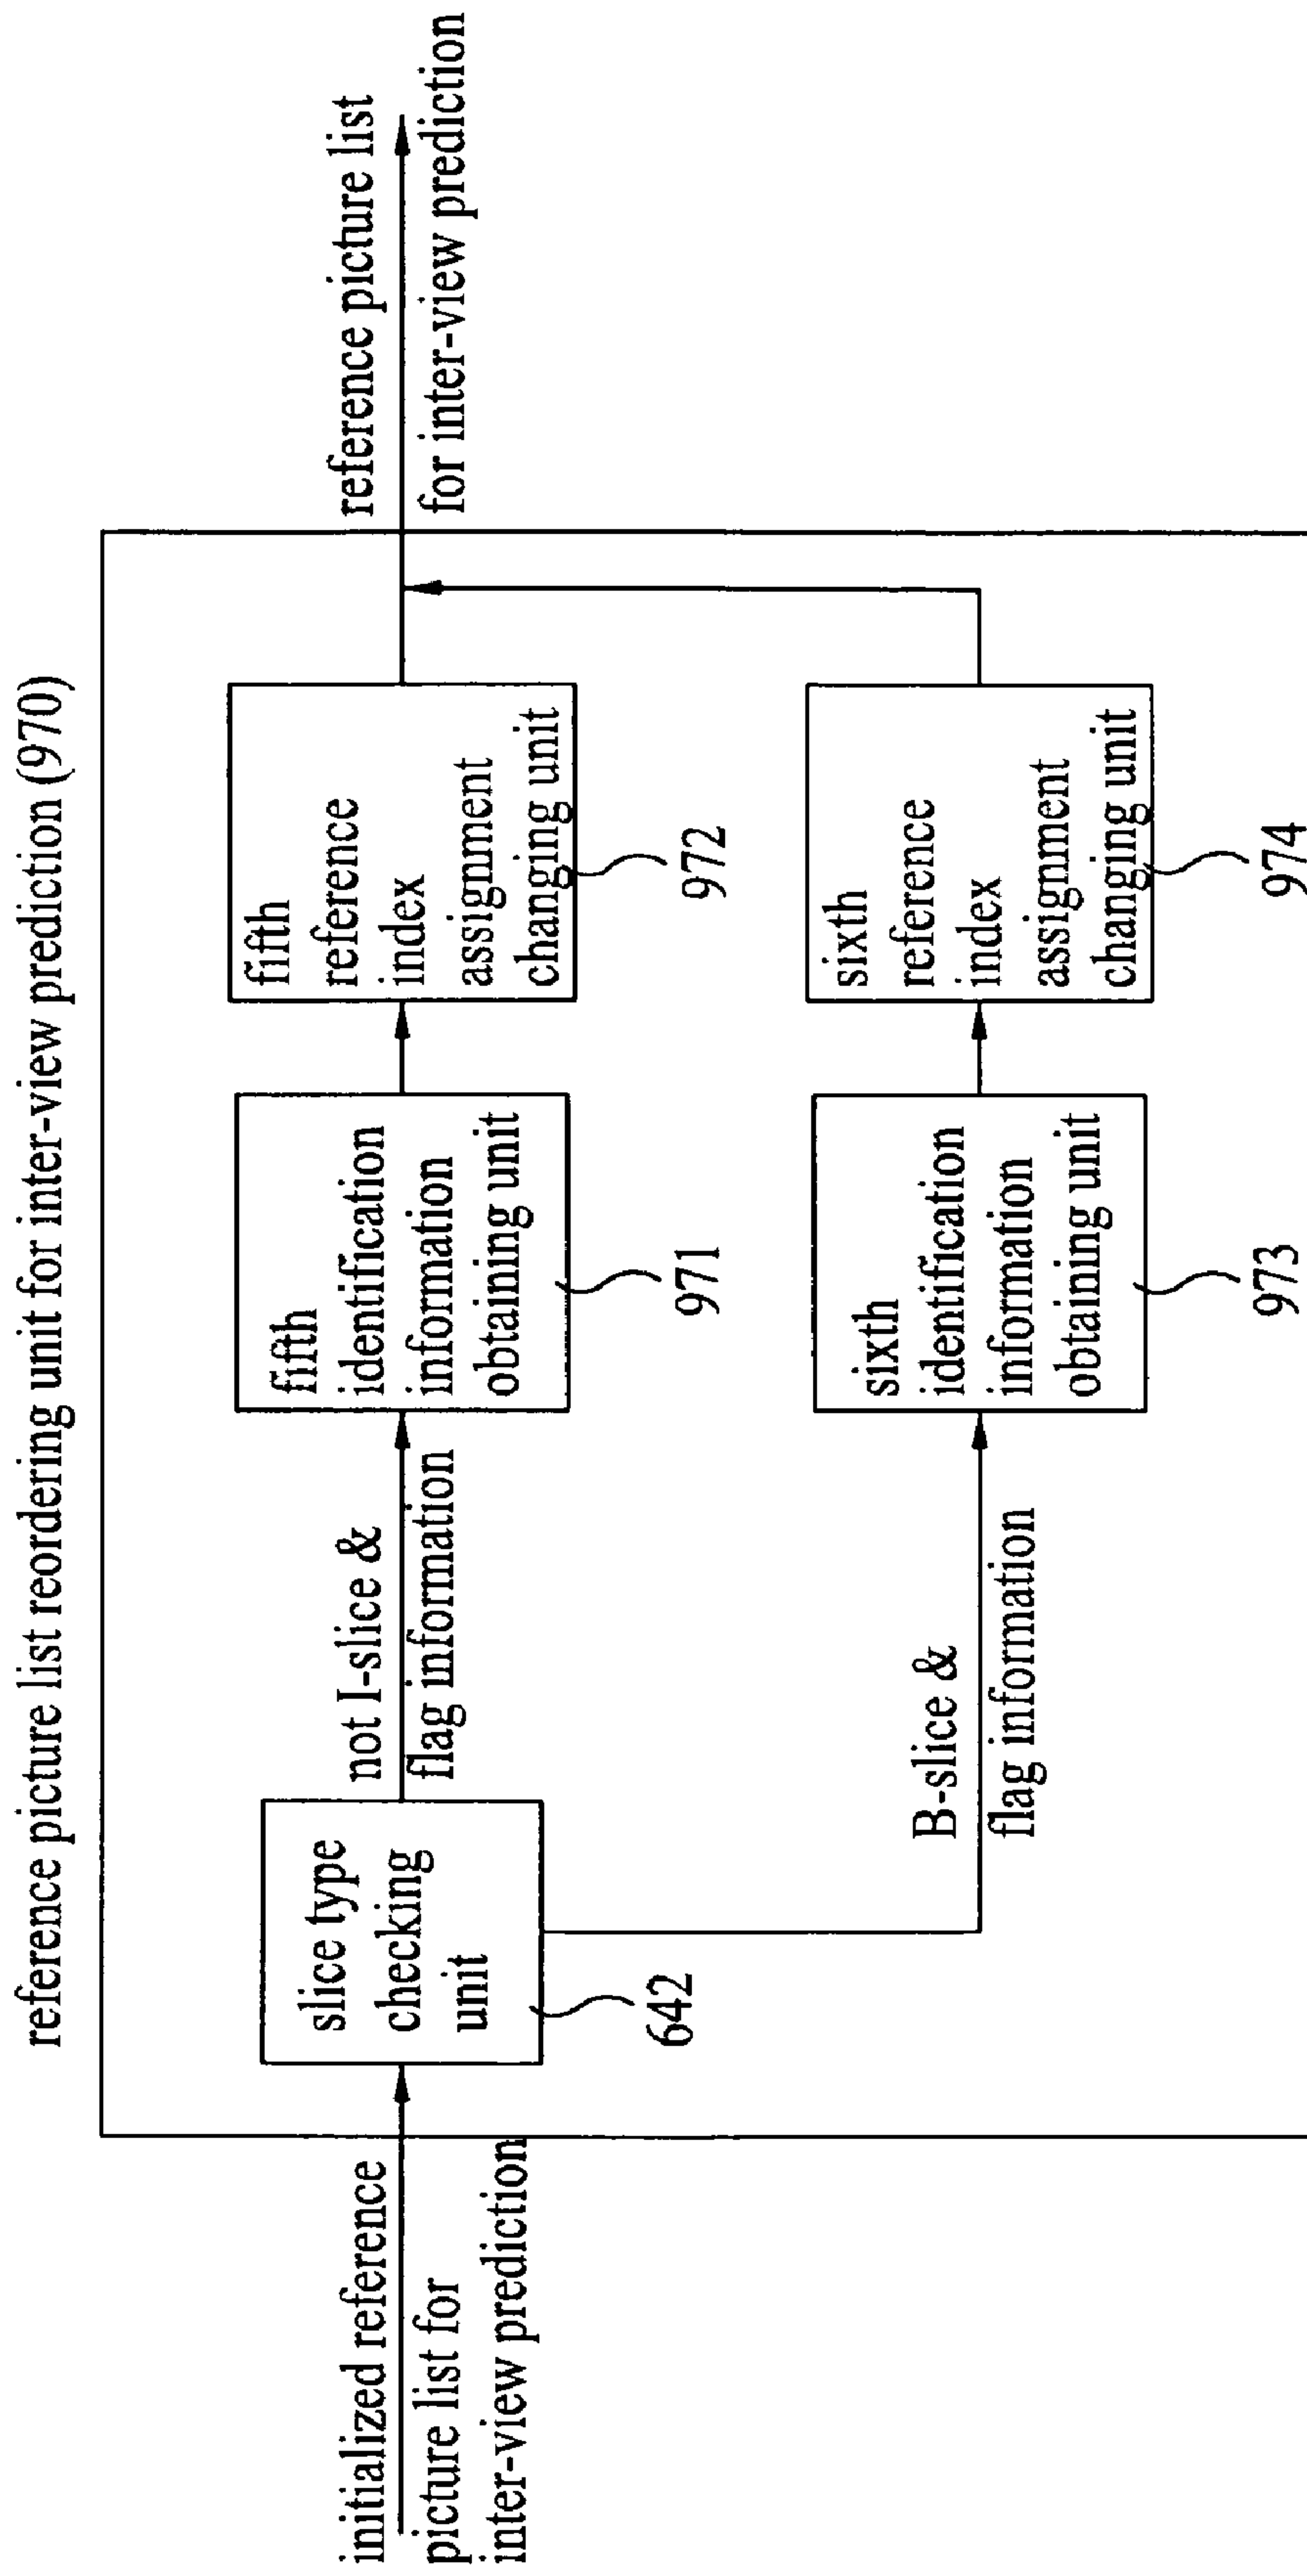 reference picture list reordering unit for inter-view prediction (970)
initialized reference
picture list for
inter-view prediction
slice type
checking
unit
642
not I-slice &
flag information
fifth
identification
information
obtaining unit
971
fifth
reference
index
assignment
changing unit
972
reference picture list
for inter-view prediction
B-slice &
flag information
sixth
identification
information
obtaining unit
973
sixth
reference
index
assignment
changing unit
974